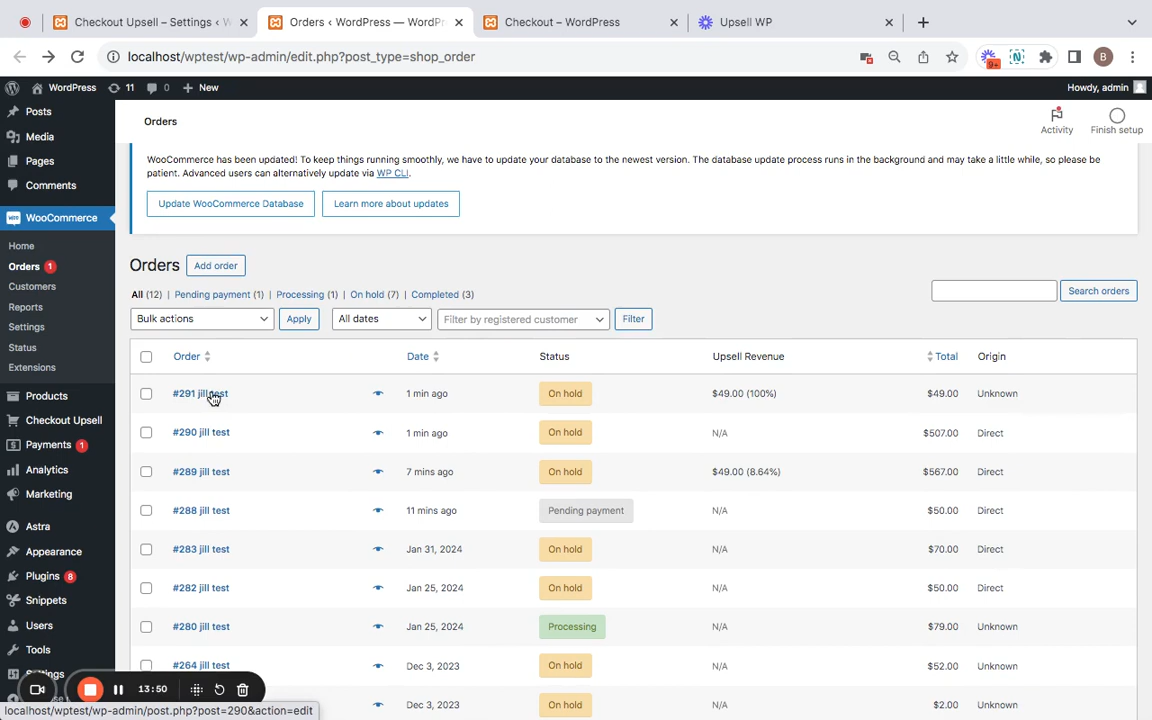 Checkout Upsell – Settings ‹ W
Orders ‹ WordPress — WordPr
Checkout – WordPress
Upsell WP
localhost/wptest/wp-admin/edit.php?post_type=shop_order
9+
N
B
WordPress
11
0
New
Howdy, admin
Posts
Media
Pages
Comments
WooCommerce
Home
Orders 1
Customers
Reports
Settings
Status
Extensions
Products
Checkout Upsell
Payments 1
Analytics
Marketing
Astra
Appearance
Plugins 8
Snippets
Users
Tools
Settings
Orders
Activity
Finish setup
WooCommerce has been updated! To keep things running smoothly, we have to update your database to the newest version. The database update process runs in the background and may take a little while, so please be
patient. Advanced users can alternatively update via WP CLI.
Update WooCommerce Database
Learn more about updates
Orders
Add order
All (12) | Pending payment (1) | Processing (1) | On hold (7) | Completed (3)
Search orders
Bulk actions
Apply
All dates
Filter by registered customer
Filter
Order Date Status Upsell Revenue Total Origin
#291 jill test 1 min ago On hold $49.00 (100%) $49.00 Unknown
#290 jill test 1 min ago On hold N/A $507.00 Direct
#289 jill test 7 mins ago On hold $49.00 (8.64%) $567.00 Direct
#288 jill test 11 mins ago Pending payment N/A $50.00 Direct
#283 jill test Jan 31, 2024 On hold N/A $70.00 Direct
#282 jill test Jan 25, 2024 On hold N/A $50.00 Direct
#280 jill test Jan 25, 2024 Processing N/A $79.00 Unknown
#264 jill test Dec 3, 2023 On hold N/A $52.00 Unknown
Dec 3, 2023 On hold N/A $2.00 Unknown
13:50
localhost/wptest/wp-admin/post.php?post=290&action=edit